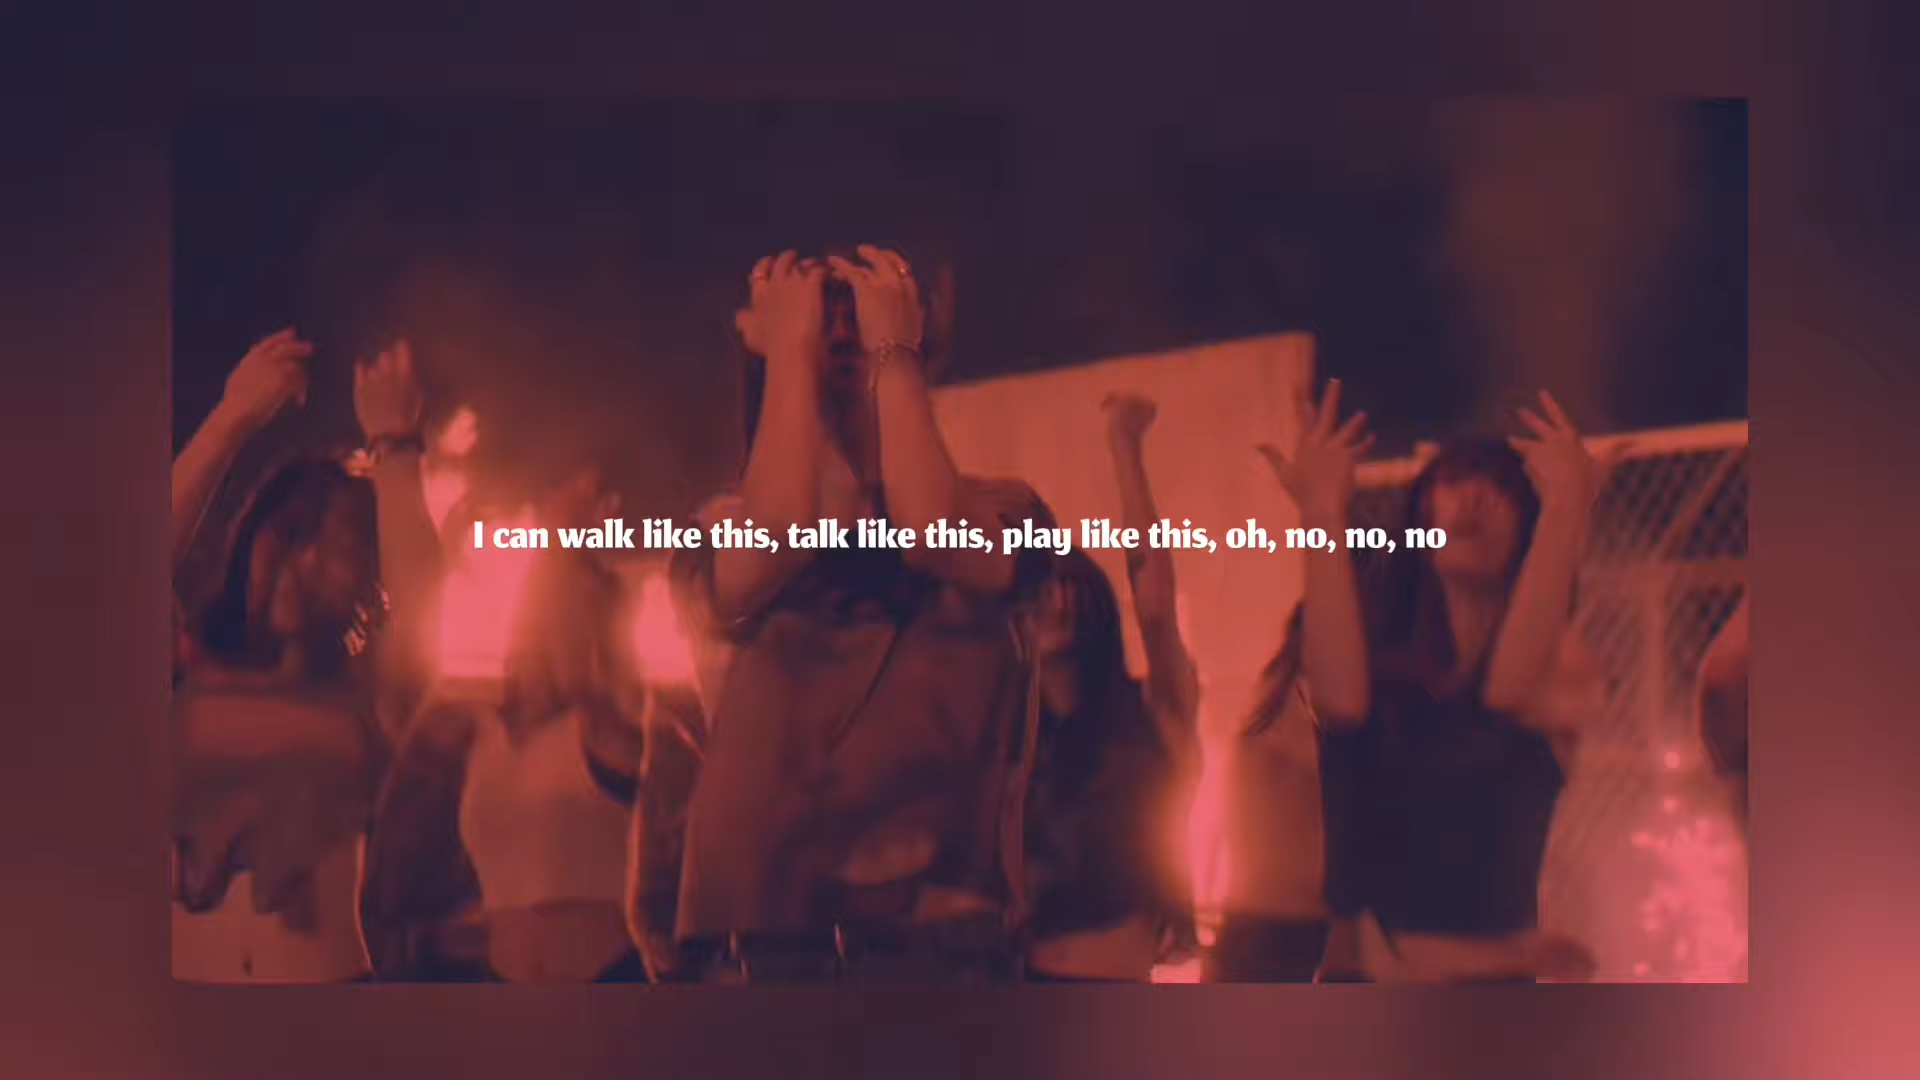 I can walk like this, talk like this, play like this, oh, no, no, no